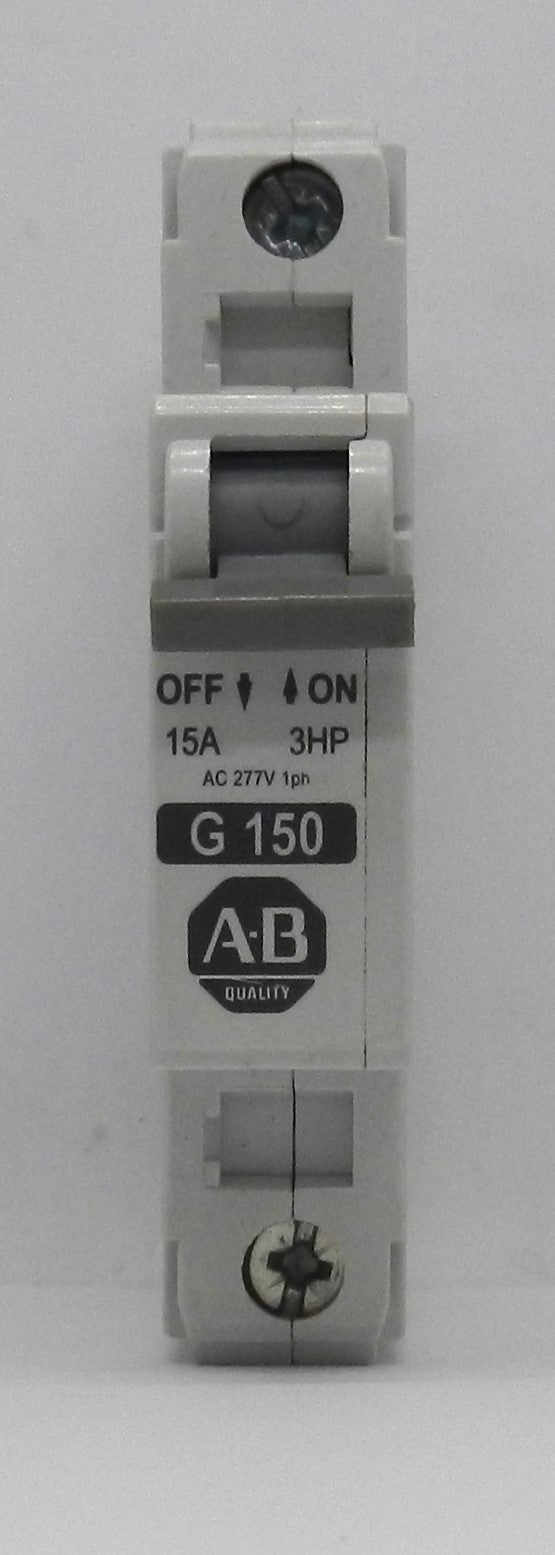 OFF ON
15A 3HP
AC 277V 1ph
G 150
A-B
QUALITY